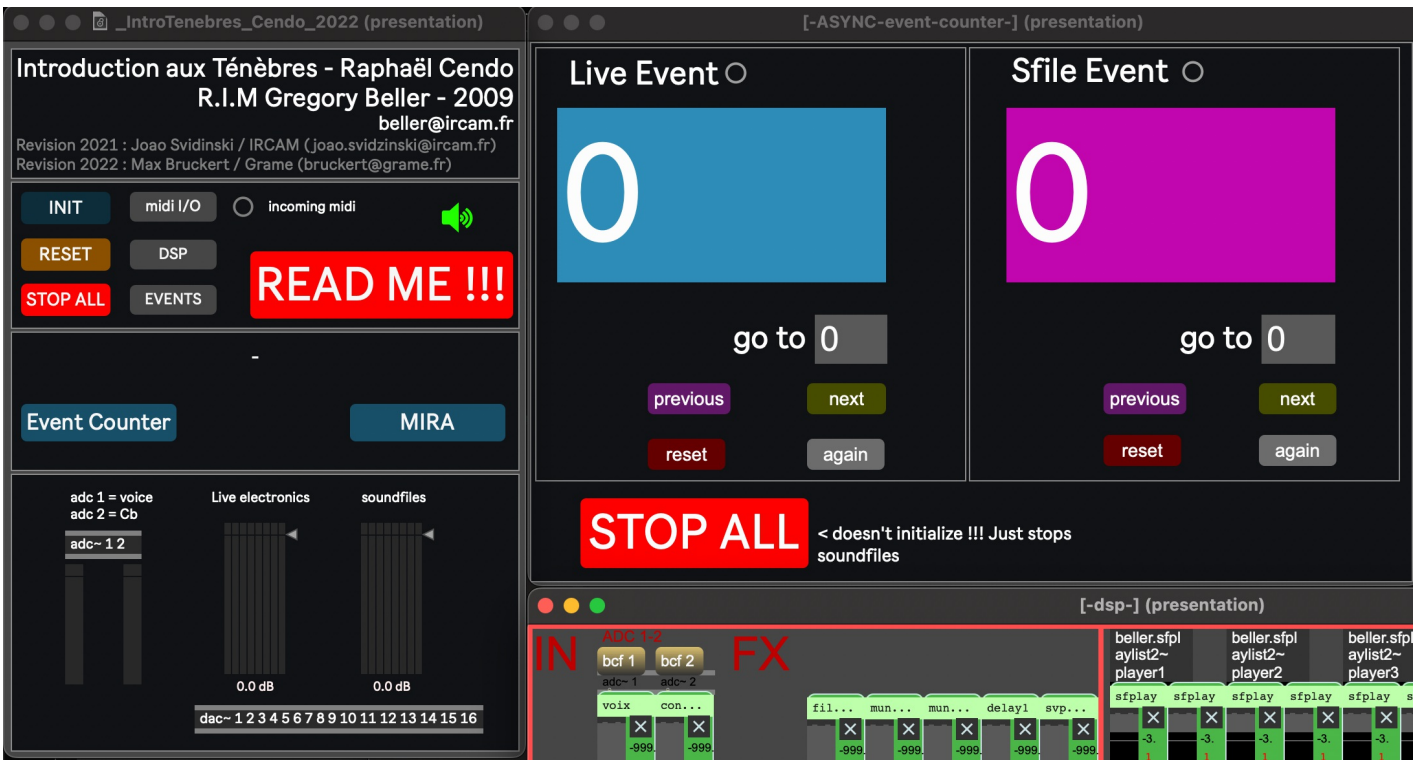 _IntroTenebres_Cendo_2022 (presentation)
Introduction aux Ténèbres - Raphaël Cendo
R.I.M Gregory Beller - 2009
beller@ircam.fr
Revision 2021 : Joao Svidinski / IRCAM (joao.svidzinski@ircam.fr)
Revision 2022 : Max Bruckert / Grame (bruckert@grame.fr)
INIT
midi I/O
incoming midi
RESET
DSP
READ ME !!!
STOP ALL
EVENTS
-
Event Counter
MIRA
adc 1 = voice
adc 2 = Cb
Live electronics
soundfiles
adc~ 1 2
0.0 dB
0.0 dB
dac~ 1 2 3 4 5 6 7 8 9 10 11 12 13 14 15 16
[-ASYNC-event-counter-] (presentation)
Live Event
0
go to 0
previous
next
reset
again
Sfile Event
0
go to 0
previous
next
reset
again
STOP ALL
< doesn't initialize !!! Just stops
soundfiles
[-dsp-] (presentation)
IN
ADC 1-2
bcf 1
bcf 2
adc~ 1
adc~ 2
voix
con...
-999.
-999.
FX
fil...
mun...
mun...
delay1
svp...
-999.
-999.
-999.
-999.
-999.
beller.sfpl
aylist2~
player1
beller.sfpl
aylist2~
player2
beller.sfpl
aylist2~
player3
sfplay
sfplay
sfplay
sfplay
sfplay
-3.
-3.
-3.
-3.
-3.
1
1
1
1
1